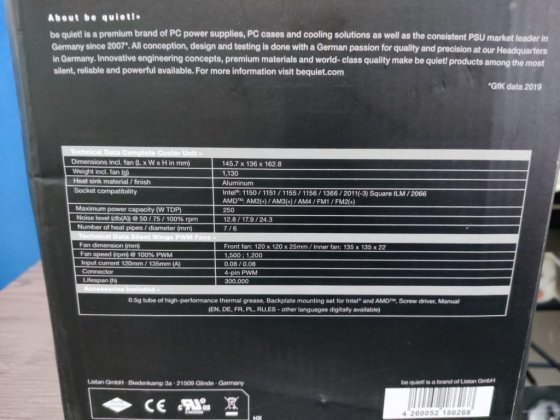 About be quiet!»
be quiet! is a premium brand of PC power supplies, PC cases and cooling solutions as well as the consistent PSU market leader in
Germany since 2007*. All conception, design and testing is done with a German passion for quality and precision at our Headquarters
in Germany. Innovative engineering concepts, premium materials and world- class quality make be quiet! products among the most
silent, reliable and powerful available. For more information visit bequiet.com
*GfK data 2019
Technical Data Complete Cooler Unit »
Dimensions incl. fan (L x W x H in mm) 145.7 x 136 x 162.8
Weight incl. fan (g) 1,130
Heat sink material / finish Aluminum
Socket compatibility Intel®: 1150 / 1151 / 1155 / 1156 / 1366 / 2011(-3) Square ILM / 2066
AMD™: AM2(+) / AM3(+) / AM4 / FM1 / FM2(+)
Maximum power capacity (W TDP) 250
Noise level (db(A)) @ 50 / 75 / 100% rpm 12.8 / 17.9 / 24.3
Number of heat pipes / diameter (mm) 7 / 6
Technical Data Silent Wings PWM Fans »
Fan dimension (mm) Front fan: 120 x 120 x 25mm / Inner fan: 135 x 135 x 22
Fan speed (rpm) @ 100% PWM 1,500 ; 1,200
Input current 120mm / 135mm (A) 0.08 / 0.08
Connector 4-pin PWM
Lifespan (h) 300,000
Accessories Included »
0.5g tube of high-performance thermal grease, Backplate mounting set for Intel® and AMD™, Screw driver, Manual
(EN, DE, FR, PL, RU, ES - other languages digitally available)
Listan GmbH · Biedenkamp 3a · 21509 Glinde · Germany
be quiet! is a brand of Listan GmbH
CE
HX
4 260052 186268